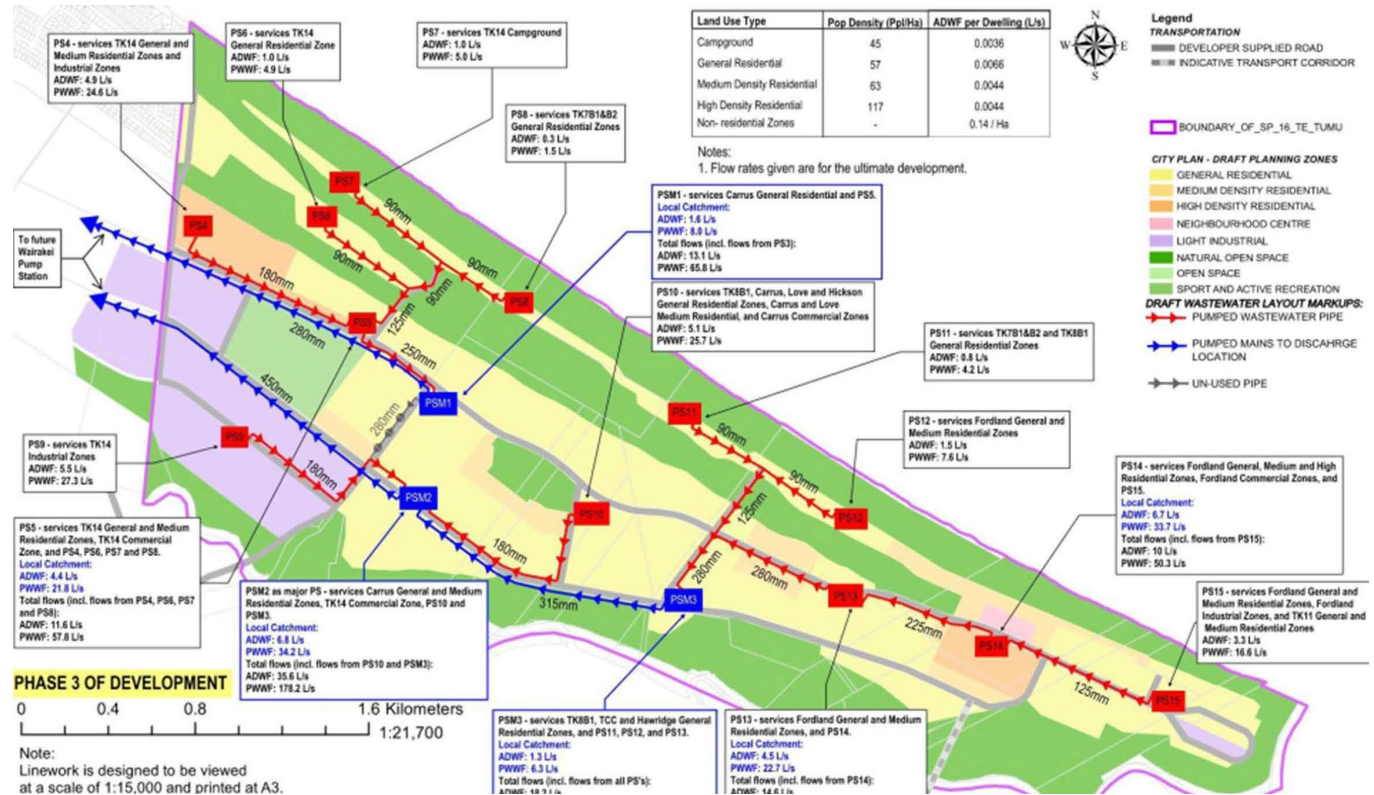 PS4 - services TK14 General and
Medium Residential Zones and
Industrial Zones
ADWF: 4.9 L/s
PWWF: 24.6 L/s
PS6 - services TK14
General Residential Zone
ADWF: 1.0 L/s
PWWF: 4.9 L/s
PS7 - services TK14 Campground
ADWF: 1.0 L/s
PWWF: 5.0 L/s
PS8 - services TK7B1&B2
General Residential Zones
ADWF: 0.3 L/s
PWWF: 1.5 L/s
Land Use Type Pop Density (Ppl/Ha) ADWF per Dwelling (L/s)
Campground 45 0.0036
General Residential 57 0.0066
Medium Density Residential 63 0.0044
High Density Residential 117 0.0044
Non- residential Zones - 0.14 / Ha
Notes:
1. Flow rates given are for the ultimate development.
N
W E
S
Legend
TRANSPORTATION
DEVELOPER SUPPLIED ROAD
INDICATIVE TRANSPORT CORRIDOR
BOUNDARY_OF_SP_16_TE_TUMU
CITY PLAN - DRAFT PLANNING ZONES
GENERAL RESIDENTIAL
MEDIUM DENSITY RESIDENTIAL
HIGH DENSITY RESIDENTIAL
NEIGHBOURHOOD CENTRE
LIGHT INDUSTRIAL
NATURAL OPEN SPACE
OPEN SPACE
SPORT AND ACTIVE RECREATION
DRAFT WASTEWATER LAYOUT MARKUPS:
PUMPED WASTEWATER PIPE
PUMPED MAINS TO DISCAHRGE
LOCATION
UN-USED PIPE
PSM1 - services Carrus General Residential and PS5.
Local Catchment:
ADWF: 1.6 L/s
PWWF: 8.0 L/s
Total flows (incl. flows from PS3):
ADWF: 13.1 L/s
PWWF: 65.8 L/s
PS10 - services TK8B1, Carrus, Love and Hickson
General Residential Zones, Carrus and Love
Medium Residential, and Carrus Commercial Zones
ADWF: 5.1 L/s
PWWF: 25.7 L/s
PS11 - services TK7B1&B2 and TK8B1
General Residential Zones
ADWF: 0.8 L/s
PWWF: 4.2 L/s
PS12 - services Fordland General and
Medium Residential Zones
ADWF: 1.5 L/s
PWWF: 7.6 L/s
PS14 - services Fordland General, Medium and High
Residential Zones, Fordland Commercial Zones, and
PS15.
Local Catchment:
ADWF: 6.7 L/s
PWWF: 33.7 L/s
Total flows (incl. flows from PS15):
ADWF: 10 L/s
PWWF: 50.3 L/s
PS15 - services Fordland General and
Medium Residential Zones, Fordland
Industrial Zones, and TK11 General and
Medium Residential Zones
ADWF: 3.3 L/s
PWWF: 16.6 L/s
To future
Wairakei
Pump
Station
PS9 - services TK14
Industrial Zones
ADWF: 5.5 L/s
PWWF: 27.3 L/s
PS5 - services TK14 General and Medium
Residential Zones, TK14 Commercial
Zone, and PS4, PS6, PS7 and PS8.
Local Catchment:
ADWF: 4.4 L/s
PWWF: 21.8 L/s
Total flows (incl. flows from PS4, PS6, PS7
and PS8):
ADWF: 11.6 L/s
PWWF: 57.8 L/s
PSM2 as major PS - services Carrus General and Medium
Residential Zones, TK14 Commercial Zone, PS10 and
PSM3.
Local Catchment:
ADWF: 6.8 L/s
PWWF: 34.2 L/s
Total flows (incl. flows from PS10 and PSM3):
ADWF: 35.6 L/s
PWWF: 178.2 L/s
PSM3 - services TK8B1, TCC and Hawridge General
Residential Zones, and PS11, PS12, and PS13.
Local Catchment:
ADWF: 1.3 L/s
PWWF: 6.3 L/s
Total flows (incl. flows from all PS's):
ADWF: 18.2 L/s
PS13 - services Fordland General and Medium
Residential Zones, and PS14.
Local Catchment:
ADWF: 4.5 L/s
PWWF: 22.7 L/s
Total flows (incl. flows from PS14):
ADWF: 14.6 L/s
PS7
PS6
PS4
90mm
90mm
90mm
90mm
PS8
180mm
280mm
PS5
125mm
250mm
PSM1
450mm
280mm
PS9
180mm
PSM2
180mm
PS10
315mm
PSM3
PS11
90mm
90mm
PS12
125mm
280mm
280mm
PS13
225mm
PS14
125mm
PS15
PHASE 3 OF DEVELOPMENT
0 0.4 0.8 1.6 Kilometers
1:21,700
Note:
Linework is designed to be viewed
at a scale of 1:15,000 and printed at A3.